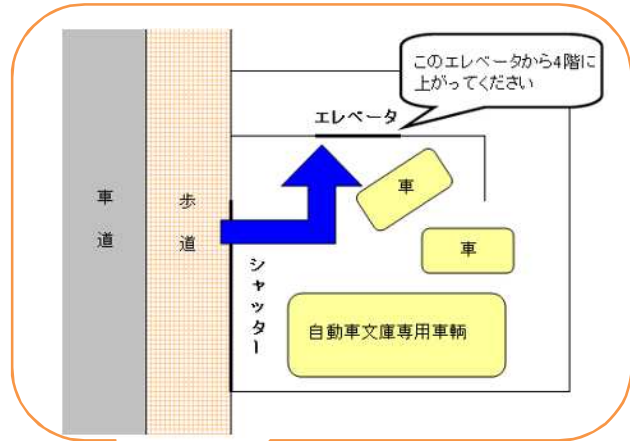 このエレベータから4階に
上がってください
エレベータ
車道
歩道
シャッター
車
車
自動車文庫専用車輌